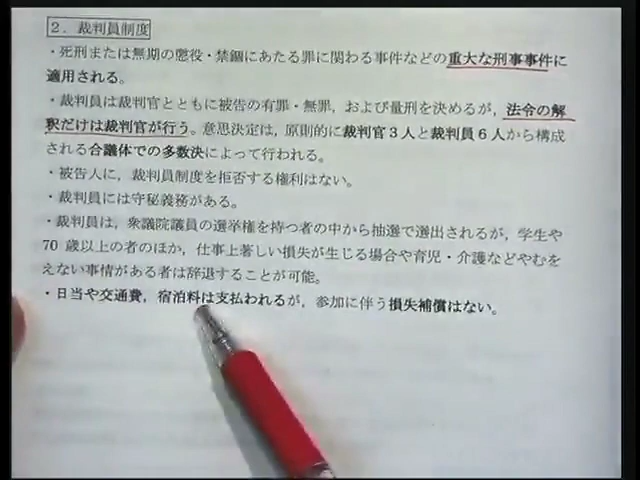 ２．裁判員制度
・死刑または無期の懲役・禁錮にあたる罪に関わる事件などの重大な刑事事件に
適用される。
・裁判員は裁判官とともに被告の有罪・無罪，および量刑を決めるが，法令の解
釈だけは裁判官が行う。意思決定は，原則的に裁判官３人と裁判員６人から構成
される合議体での多数決によって行われる。
・被告人に，裁判員制度を拒否する権利はない。
・裁判員には守秘義務がある。
・裁判員は，衆議院議員の選挙権を持つ者の中から抽選で選出されるが，学生や
70 歳以上の者のほか，仕事上著しい損失が生じる場合や育児・介護などやむを
えない事情がある者は辞退することが可能。
・日当や交通費，宿泊料は支払われるが，参加に伴う損失補償はない。